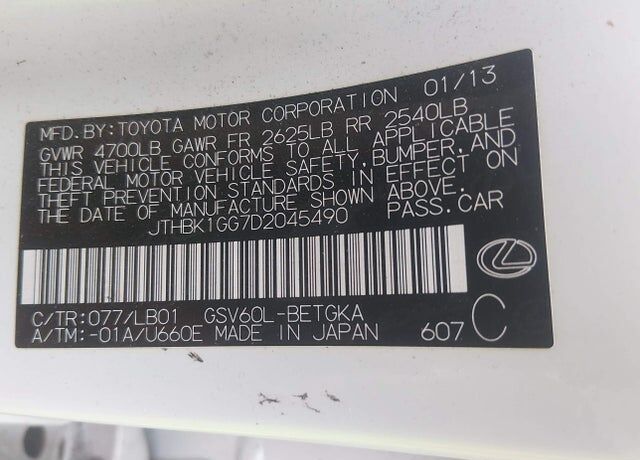 MFD. BY: TOYOTA MOTOR CORPORATION 01/13
GVWR 4700LB GAWR FR 2625LB RR 2540LB
THIS VEHICLE CONFORMS TO ALL APPLICABLE
FEDERAL MOTOR VEHICLE SAFETY, BUMPER, AND
THEFT PREVENTION STANDARDS IN EFFECT ON
THE DATE OF MANUFACTURE SHOWN ABOVE.
JTHBK1GG7D2045490 PASS. CAR
C/TR:077/LB01 GSV60L-BETGKA
A/TM:-01A/U660E MADE IN JAPAN 607 C